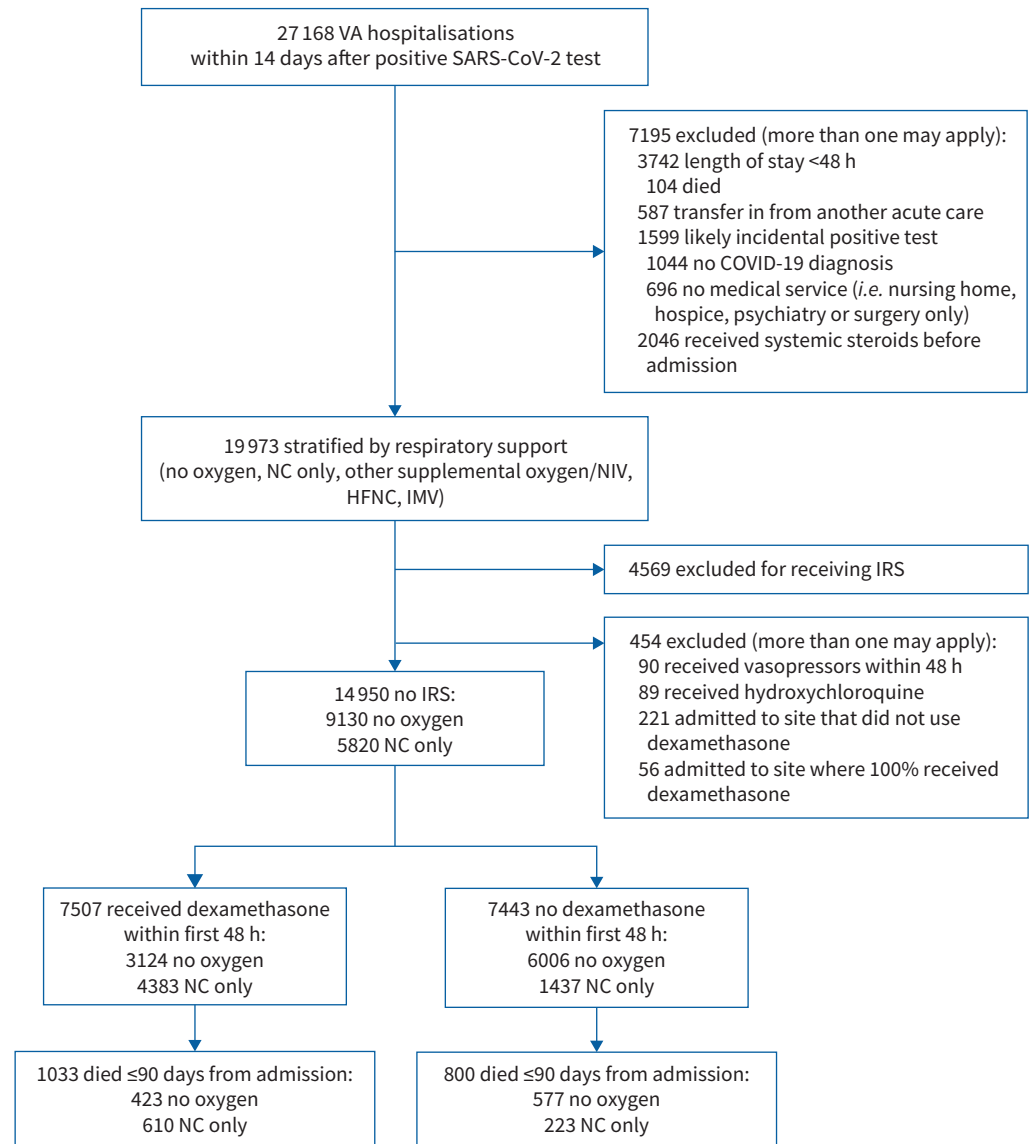 27 168 VA hospitalisations
within 14 days after positive SARS-CoV-2 test
7195 excluded (more than one may apply):
3742 length of stay <48 h
104 died
587 transfer in from another acute care
1599 likely incidental positive test
1044 no COVID-19 diagnosis
696 no medical service (i.e. nursing home,
hospice, psychiatry or surgery only)
2046 received systemic steroids before
admission
19 973 stratified by respiratory support
(no oxygen, NC only, other supplemental oxygen/NIV,
HFNC, IMV)
4569 excluded for receiving IRS
454 excluded (more than one may apply):
90 received vasopressors within 48 h
89 received hydroxychloroquine
221 admitted to site that did not use
dexamethasone
56 admitted to site where 100% received
dexamethasone
14 950 no IRS:
9130 no oxygen
5820 NC only
7507 received dexamethasone
within first 48 h:
3124 no oxygen
4383 NC only
7443 no dexamethasone
within first 48 h:
6006 no oxygen
1437 NC only
1033 died ≤90 days from admission:
423 no oxygen
610 NC only
800 died ≤90 days from admission:
577 no oxygen
223 NC only